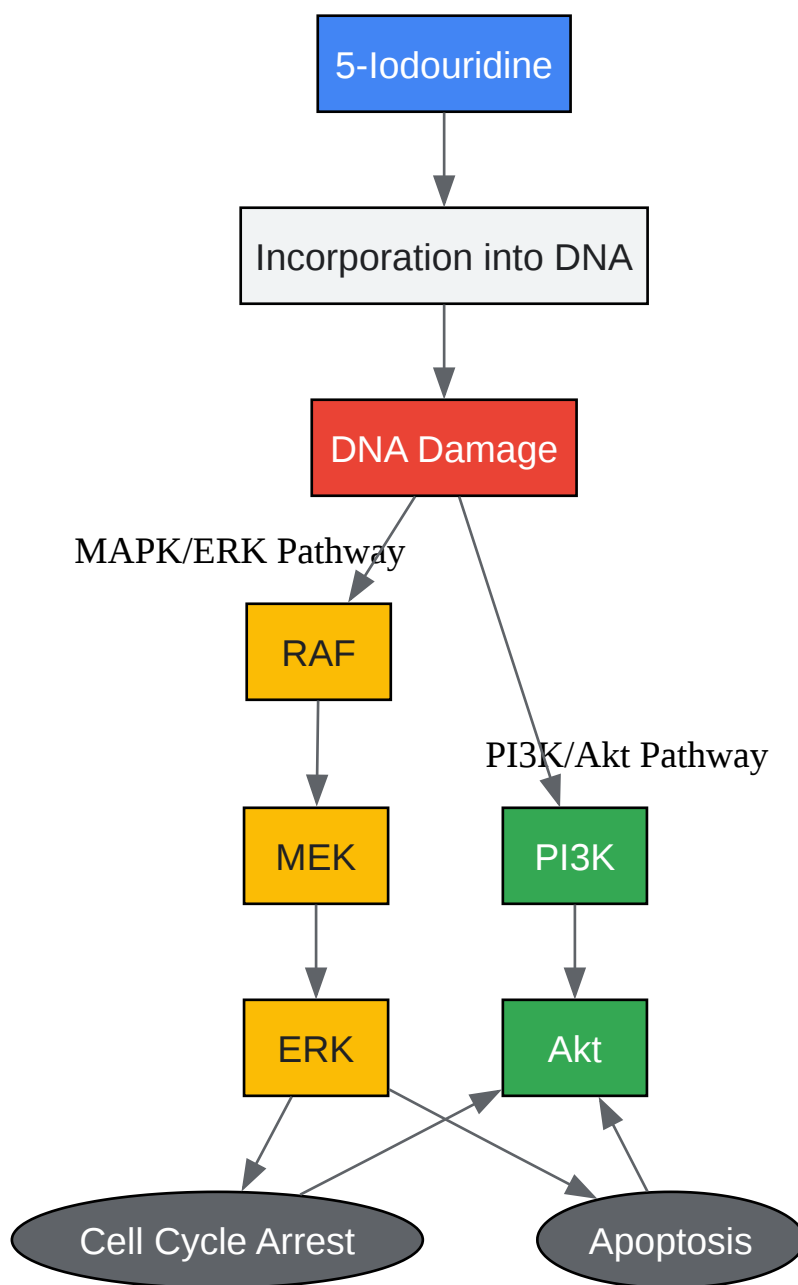 5-Iodouridine
Incorporation into DNA
DNA Damage
MAPK/ERK Pathway
RAF
PI3K/Akt Pathway
MEK
PI3K
ERK
Akt
Cell Cycle Arrest
Apoptosis